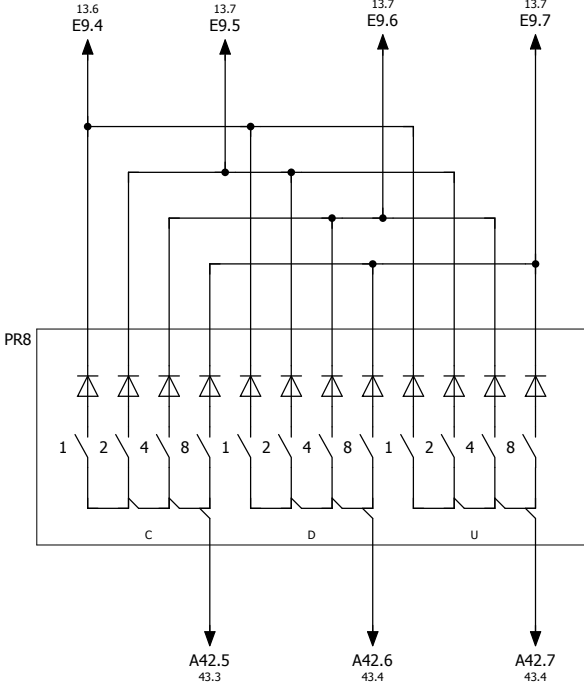 13.6 13.7 13.7 13.7
E9.4 E9.5 E9.6 E9.7
PR8
1 2 4 8 1 2 4 8 1 2 4 8
C D U
A42.5 A42.6 A42.7
43.3 43.4 43.4